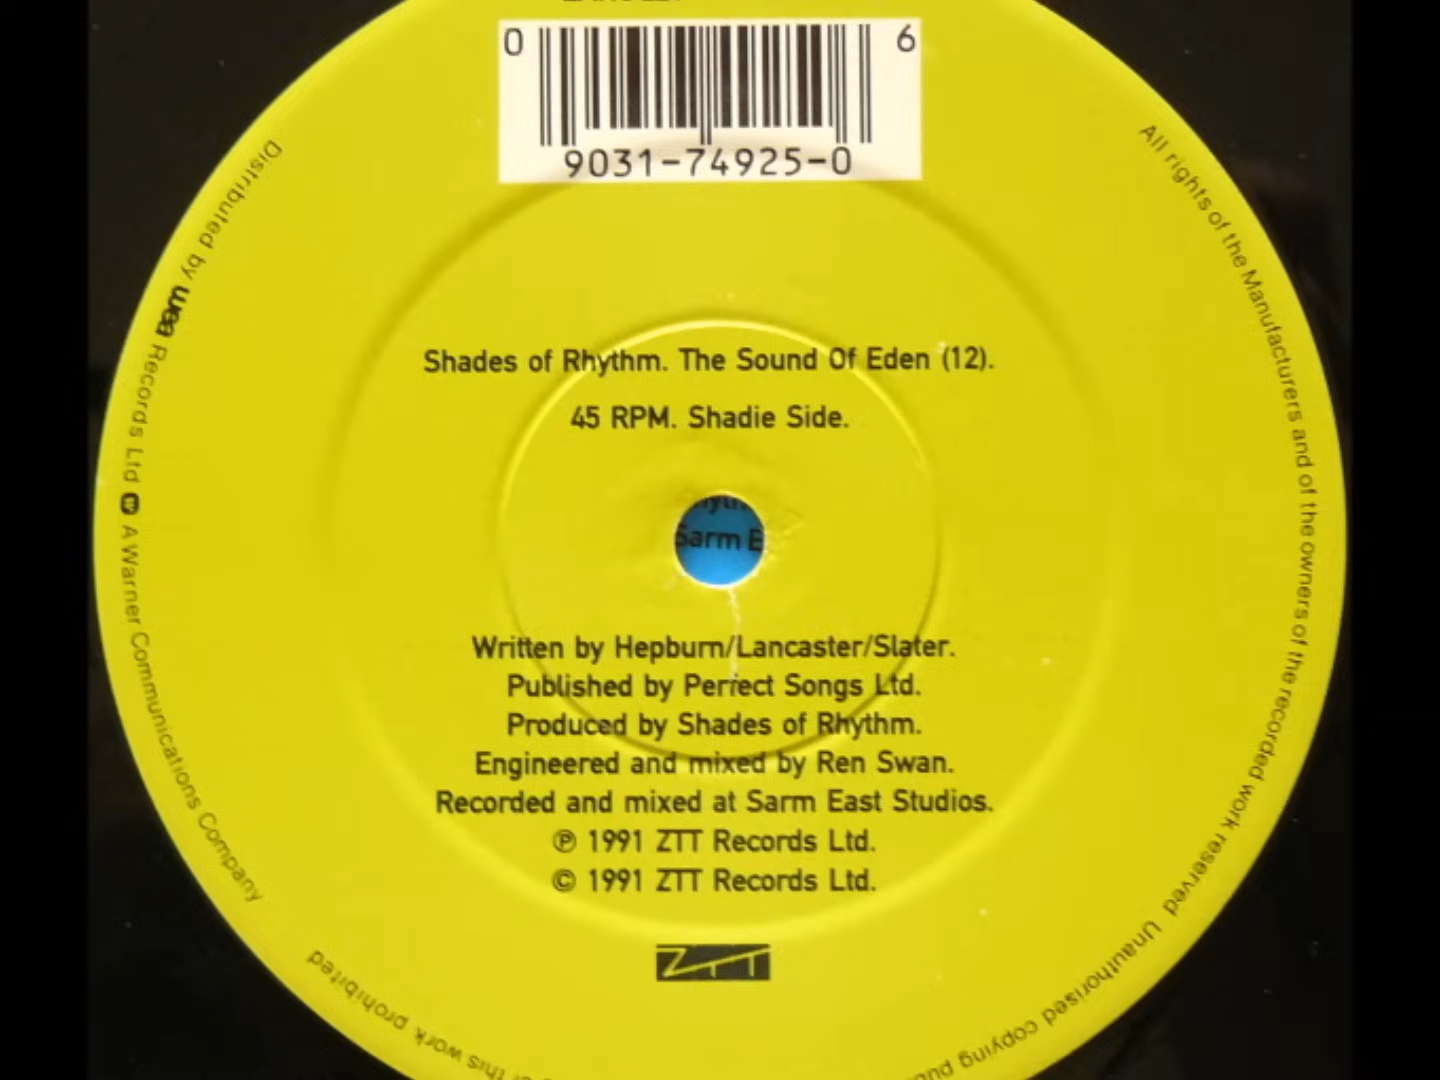 0 6
9031-74925-0
Shades of Rhythm. The Sound Of Eden (12).
45 RPM. Shadie Side.
Sarm E
Written by Hepburn/Lancaster/Slater.
Published by Perfect Songs Ltd.
Produced by Shades of Rhythm.
Engineered and mixed by Ren Swan.
Recorded and mixed at Sarm East Studios.
℗ 1991 ZTT Records Ltd.
© 1991 ZTT Records Ltd.
ZTT
Distributed by wea Records Ltd. A Warner Communications Company
All rights of the Manufacturers and of the owners of the recorded work reserved Unauthorised copying pu
of this work prohibited